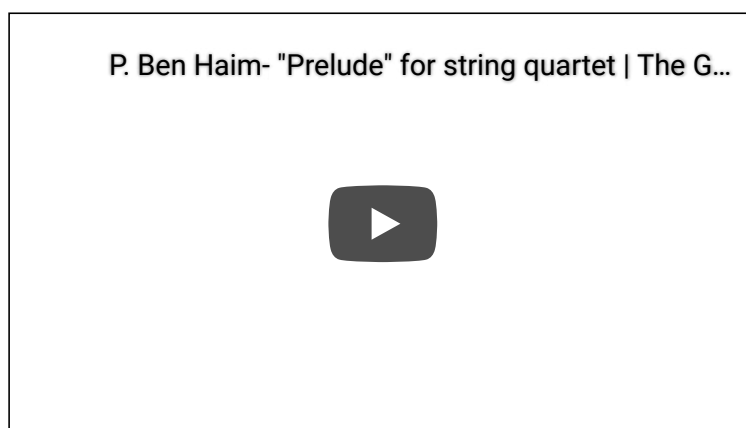 P. Ben Haim- "Prelude" for string quartet | The G…